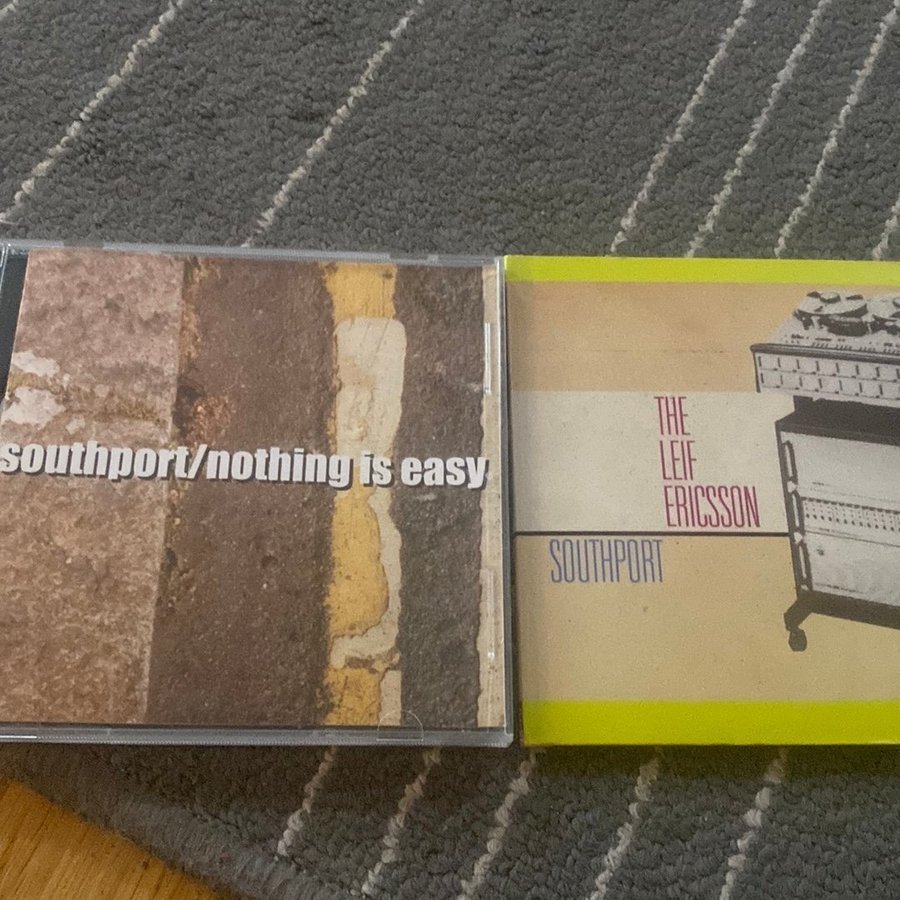 southport/nothing is easy
THE
LEIF
ERICSSON
SOUTHPORT